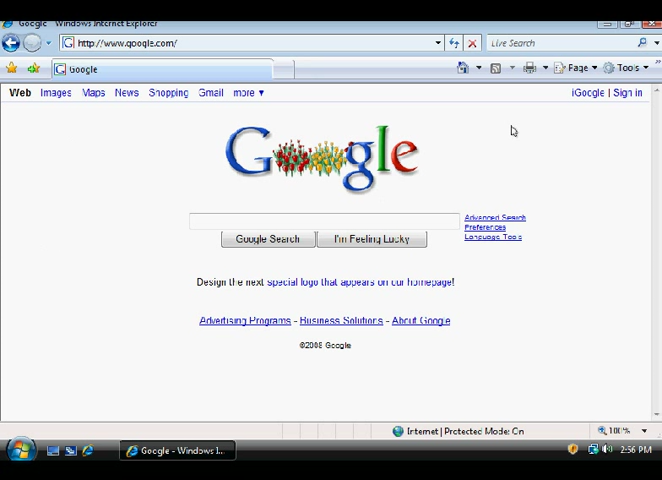 Google - Windows Internet Explorer
http://www.google.com/
Live Search
Google
Page
Tools
Web Images Maps News Shopping Gmail more ▼
iGoogle | Sign in
Google
Advanced Search
Preferences
Language Tools
Google Search
I'm Feeling Lucky
Design the next special logo that appears on our homepage!
Advertising Programs - Business Solutions - About Google
©2008 Google
Internet | Protected Mode: On
100%
Google - Windows I...
2:56 PM